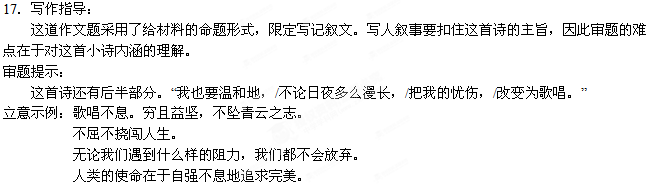 17. 写作指导：
这道作文题采用了给材料的命题形式，限定写记叙文。写人叙事要扣住这首诗的主旨，因此审题的难
点在于对这首小诗内涵的理解。
审题提示：
这首诗还有后半部分。“我也要温和地，/不论日夜多么漫长，/把我的忧伤，/改变为歌唱。”
立意示例：歌唱不息。穷且益坚，不坠青云之志。
不屈不挠闯人生。
无论我们遇到什么样的阻力，我们都不会放弃。
人类的使命在于自强不息地追求完美。